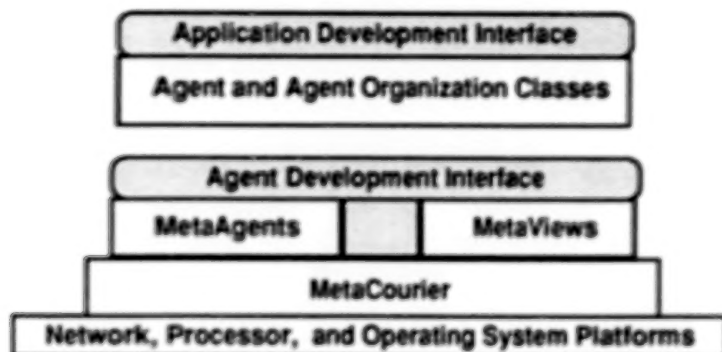 Application Development Interface
Agent and Agent Organization Classes
Agent Development Interface
MetaAgents
MetaViews
MetaCourier
Network, Processor, and Operating System Platforms